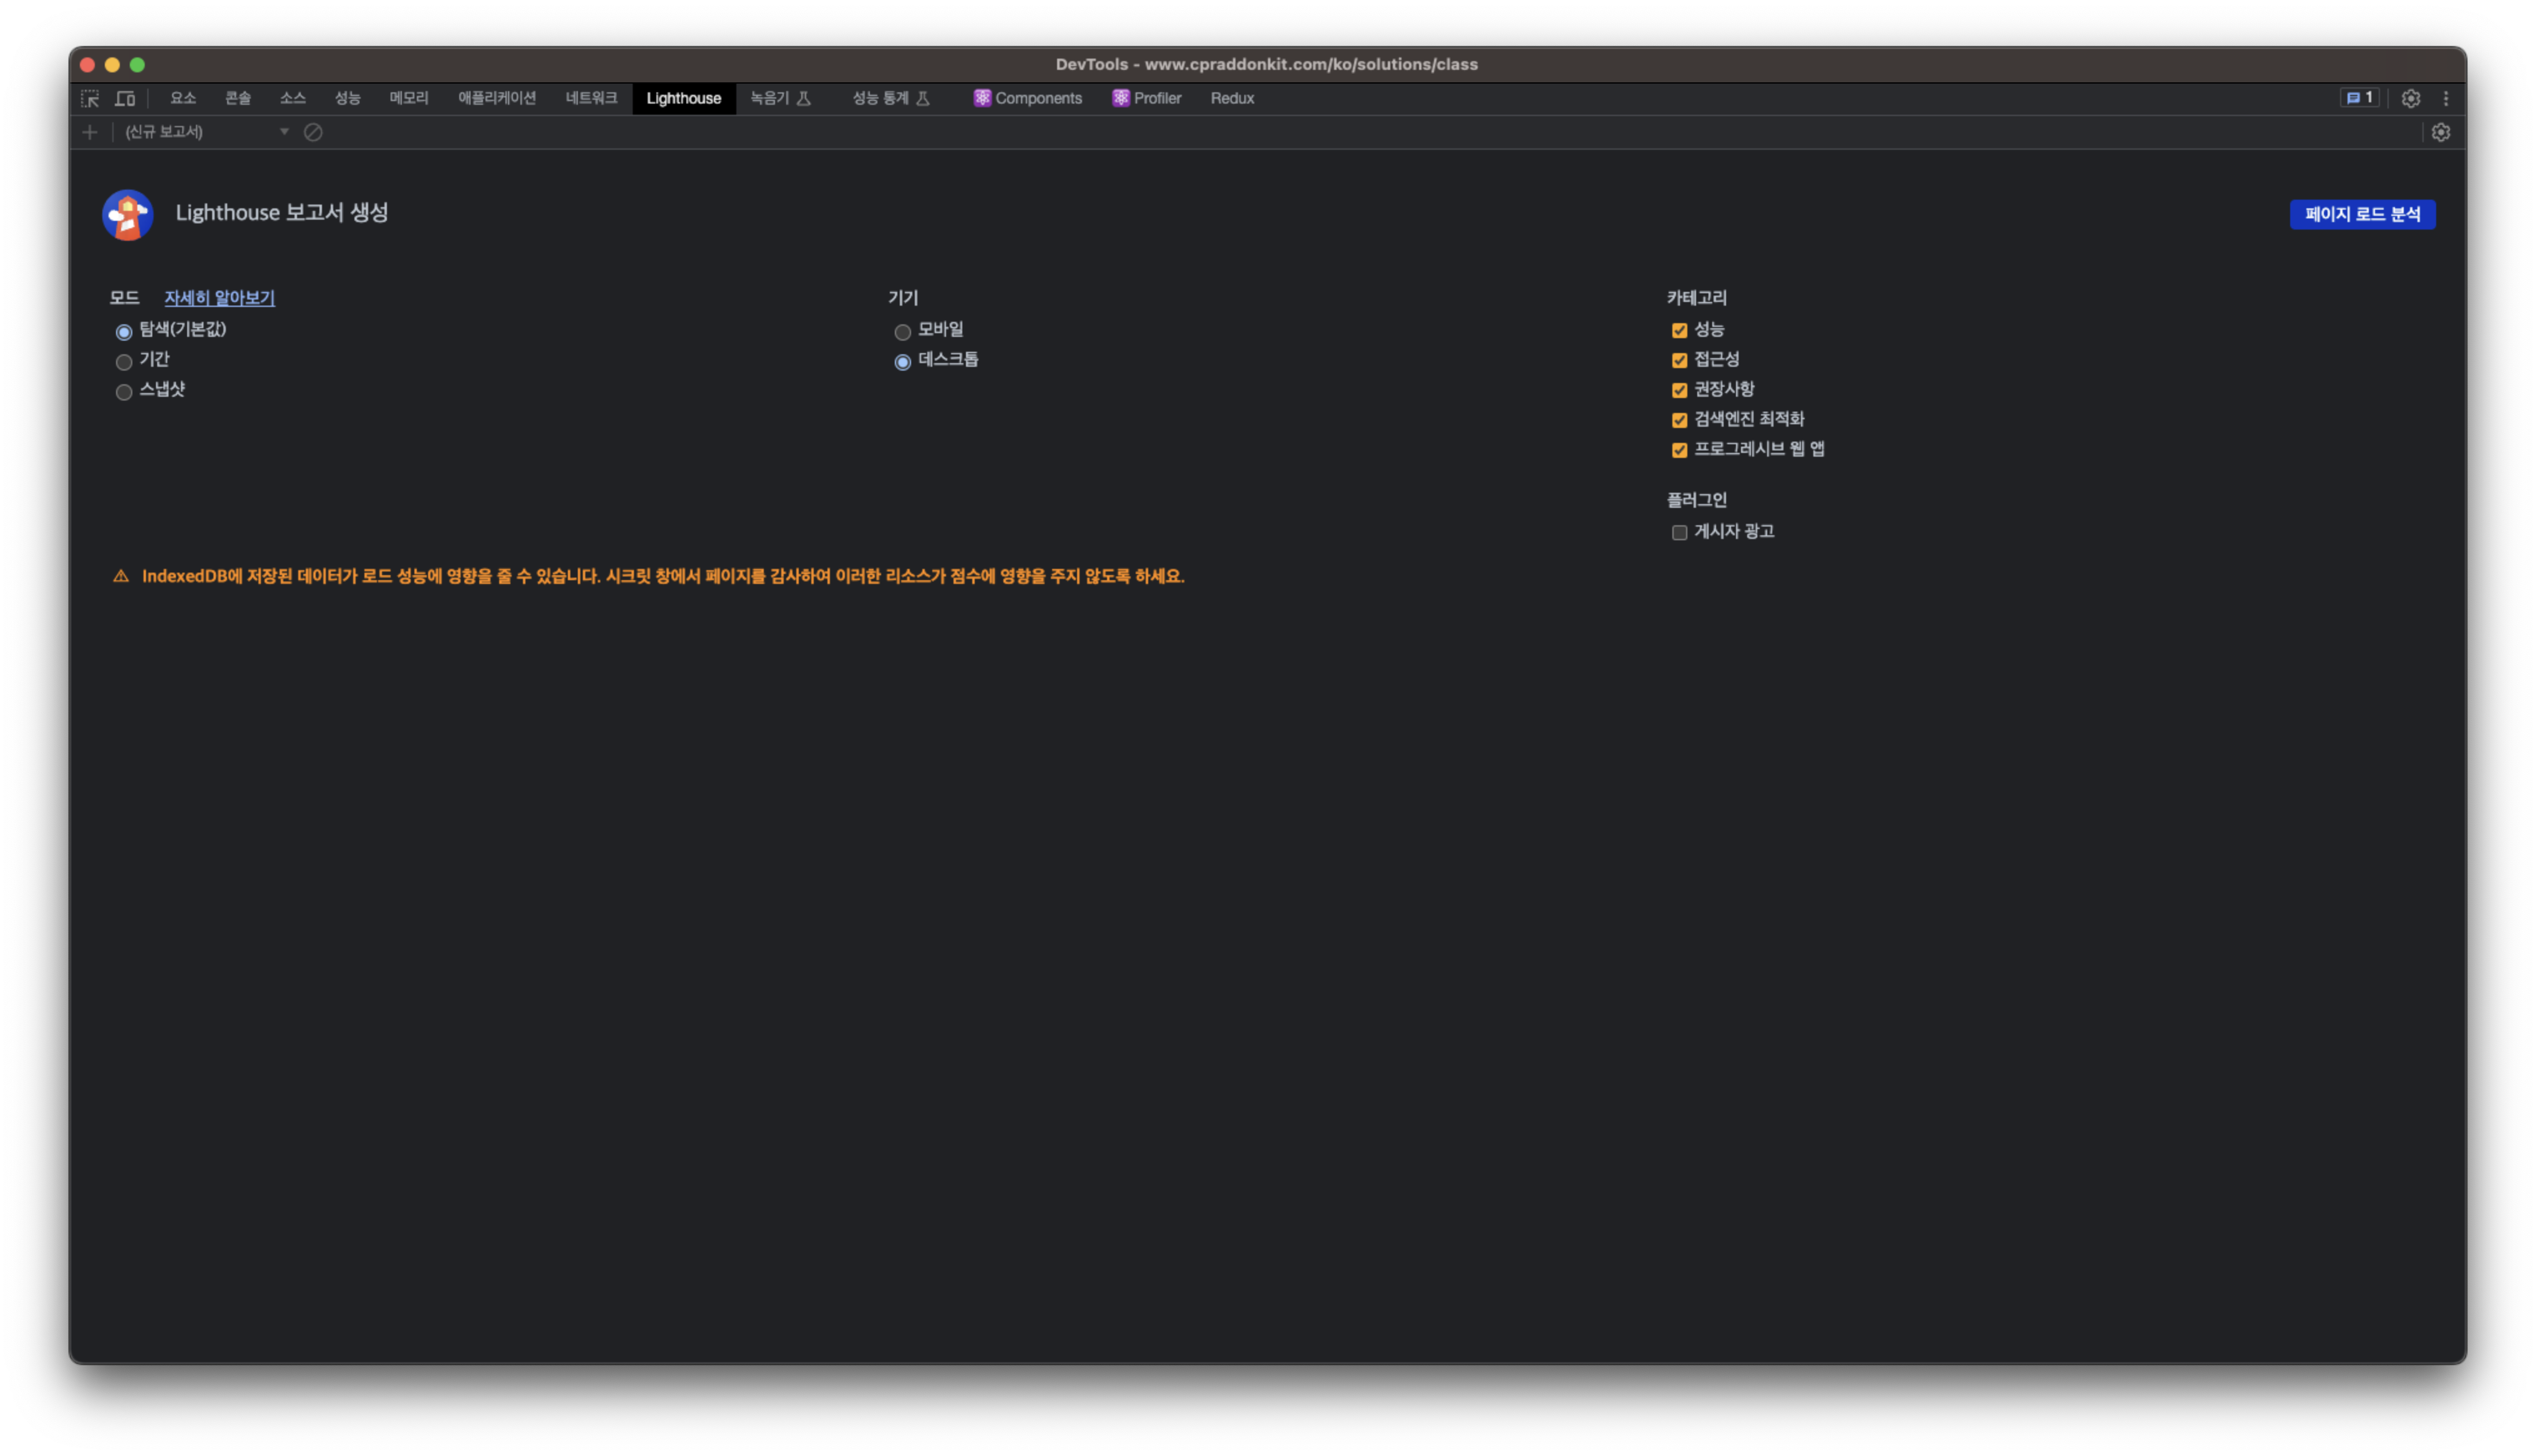 DevTools - www.cpraddonkit.com/ko/solutions/class
요소 콘솔 소스 성능 메모리 애플리케이션 네트워크 Lighthouse 녹음기 성능 통계 Components Profiler Redux 1
(신규 보고서)
Lighthouse 보고서 생성
페이지 로드 분석
모드 자세히 알아보기
탐색(기본값)
기간
스냅샷
기기
모바일
데스크톱
카테고리
성능
접근성
권장사항
검색엔진 최적화
프로그레시브 웹 앱
플러그인
게시자 광고
IndexedDB에 저장된 데이터가 로드 성능에 영향을 줄 수 있습니다. 시크릿 창에서 페이지를 감사하여 이러한 리소스가 점수에 영향을 주지 않도록 하세요.